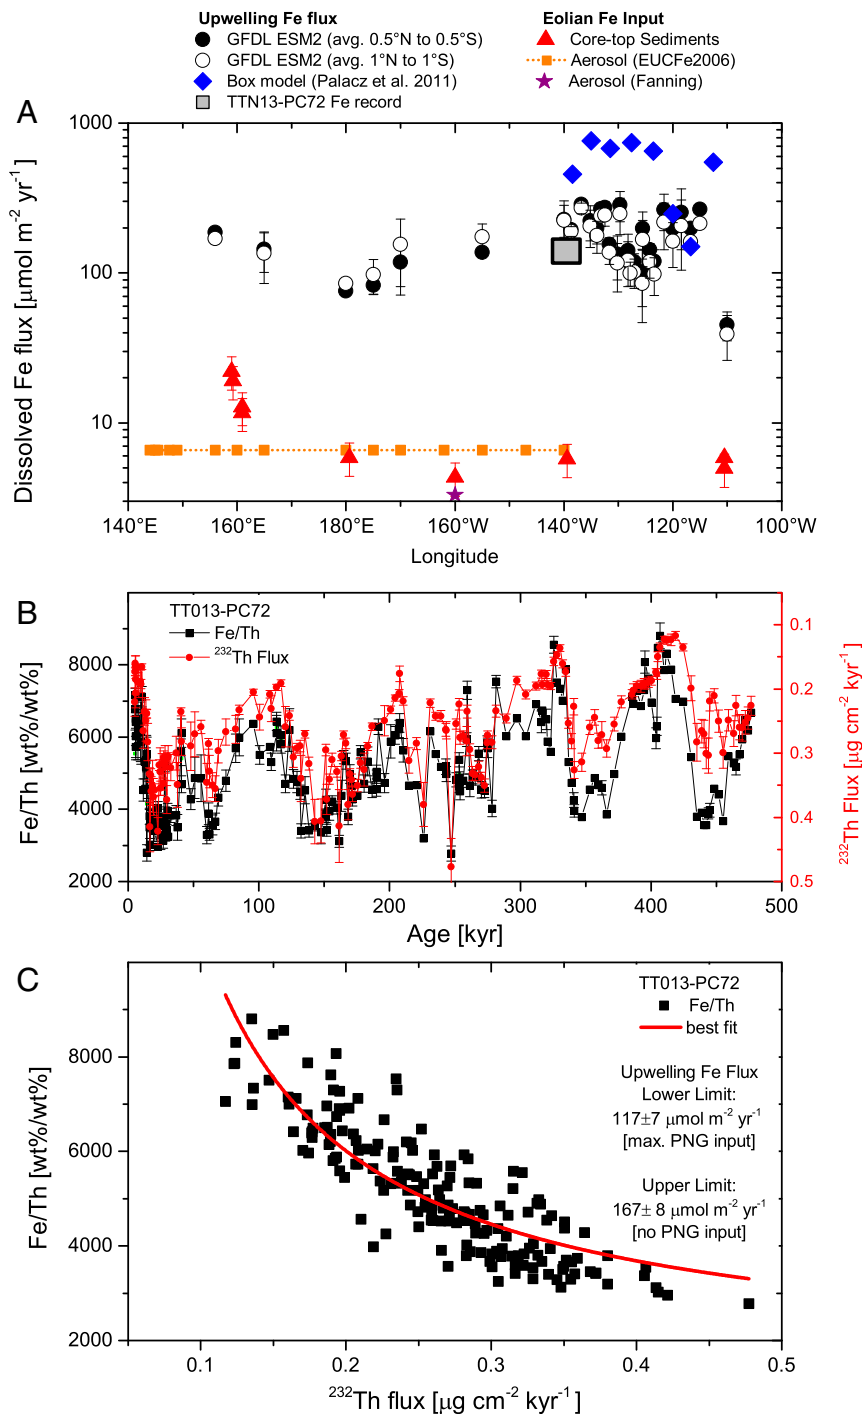 Upwelling Fe flux
GFDL ESM2 (avg. 0.5°N to 0.5°S)
GFDL ESM2 (avg. 1°N to 1°S)
Box model (Palacz et al. 2011)
TTN13-PC72 Fe record
Eolian Fe Input
Core-top Sediments
Aerosol (EUCFe2006)
Aerosol (Fanning)
A
Dissolved Fe flux [μmol m⁻² yr⁻¹]
1000
100
10
140°E
160°E
180°E
160°W
140°W
120°W
100°W
Longitude
B
TT013-PC72
Fe/Th
²³²Th Flux
Fe/Th [wt%/wt%]
8000
6000
4000
2000
0.1
0.2
0.3
0.4
0.5
²³²Th Flux [μg cm⁻² kyr⁻¹]
0
100
200
300
400
500
Age [kyr]
C
TT013-PC72
Fe/Th
best fit
Upwelling Fe Flux
Lower Limit:
117±7 μmol m⁻² yr⁻¹
[max. PNG input]
Upper Limit:
167± 8 μmol m⁻² yr⁻¹
[no PNG input]
Fe/Th [wt%/wt%]
8000
6000
4000
2000
0.1
0.2
0.3
0.4
0.5
²³²Th flux [μg cm⁻² kyr⁻¹]